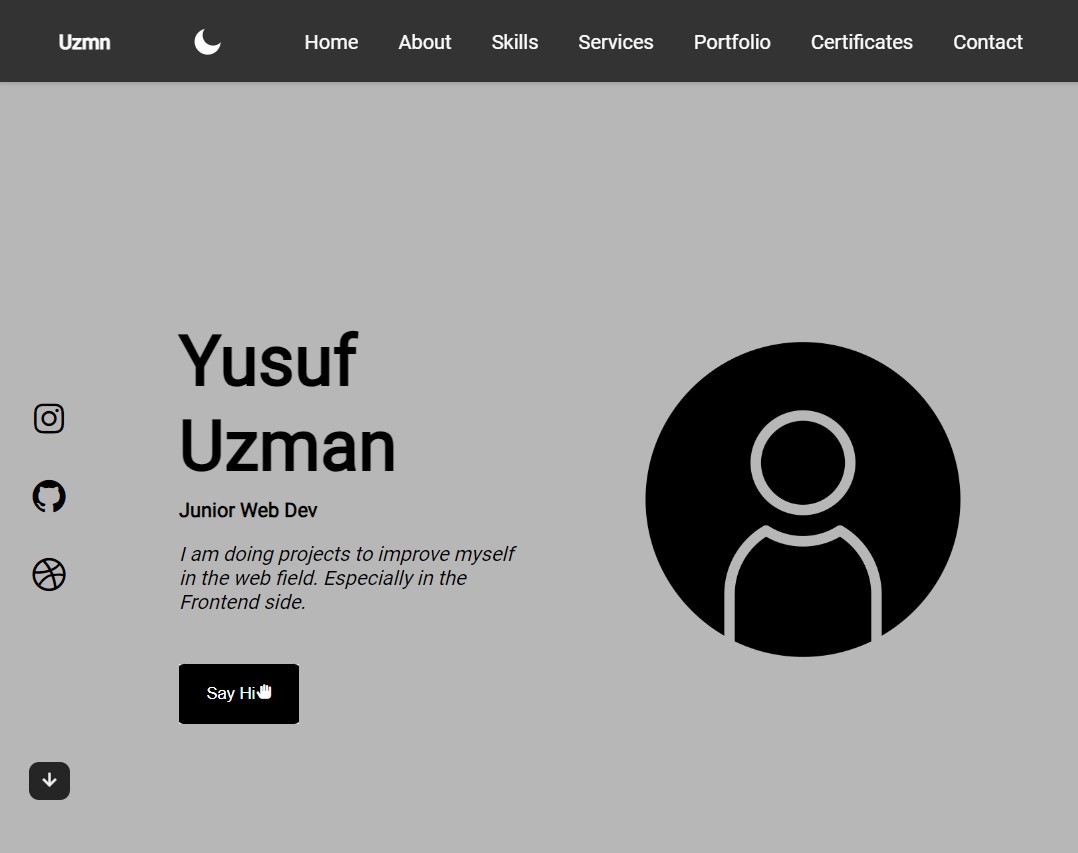 Uzmn Home About Skills Services Portfolio Certificates Contact
Yusuf
Uzman
Junior Web Dev
I am doing projects to improve myself
in the web field. Especially in the
Frontend side.
Say Hi